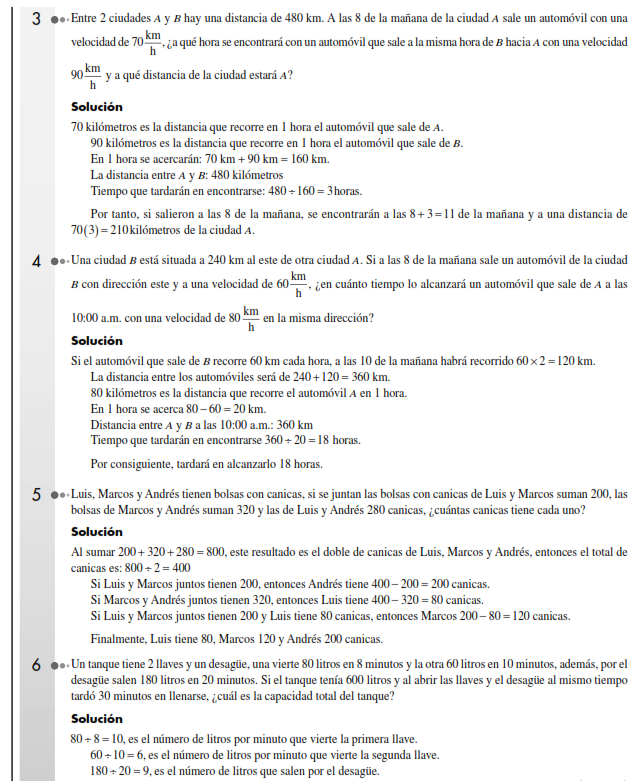 3 Entre 2 ciudades A y B hay una distancia de 480 km. A las 8 de la mañana de la ciudad A sale un automóvil con una
velocidad de 70 km/h, ¿a qué hora se encontrará con un automóvil que sale a la misma hora de B hacia A con una velocidad
90 km/h y a qué distancia de la ciudad estará A?
Solución
70 kilómetros es la distancia que recorre en 1 hora el automóvil que sale de A.
90 kilómetros es la distancia que recorre en 1 hora el automóvil que sale de B.
En 1 hora se acercarán: 70 km + 90 km = 160 km.
La distancia entre A y B: 480 kilómetros
Tiempo que tardarán en encontrarse: 480 ÷ 160 = 3 horas.
Por tanto, si salieron a las 8 de la mañana, se encontrarán a las 8 + 3 = 11 de la mañana y a una distancia de
70(3) = 210 kilómetros de la ciudad A.
4 Una ciudad B está situada a 240 km al este de otra ciudad A. Si a las 8 de la mañana sale un automóvil de la ciudad
B con dirección este y a una velocidad de 60 km/h, ¿en cuánto tiempo lo alcanzará un automóvil que sale de A a las
10:00 a.m. con una velocidad de 80 km/h en la misma dirección?
Solución
Si el automóvil que sale de B recorre 60 km cada hora, a las 10 de la mañana habrá recorrido 60 × 2 = 120 km.
La distancia entre los automóviles será de 240 + 120 = 360 km.
80 kilómetros es la distancia que recorre el automóvil A en 1 hora.
En 1 hora se acerca 80 – 60 = 20 km.
Distancia entre A y B a las 10:00 a.m.: 360 km
Tiempo que tardarán en encontrarse 360 ÷ 20 = 18 horas.
Por consiguiente, tardará en alcanzarlo 18 horas.
5 Luis, Marcos y Andrés tienen bolsas con canicas, si se juntan las bolsas con canicas de Luis y Marcos suman 200, las
bolsas de Marcos y Andrés suman 320 y las de Luis y Andrés 280 canicas, ¿cuántas canicas tiene cada uno?
Solución
Al sumar 200 + 320 + 280 = 800, este resultado es el doble de canicas de Luis, Marcos y Andrés, entonces el total de
canicas es: 800 ÷ 2 = 400
Si Luis y Marcos juntos tienen 200, entonces Andrés tiene 400 – 200 = 200 canicas.
Si Marcos y Andrés juntos tienen 320, entonces Luis tiene 400 – 320 = 80 canicas.
Si Luis y Marcos juntos tienen 200 y Luis tiene 80 canicas, entonces Marcos 200 – 80 = 120 canicas.
Finalmente, Luis tiene 80, Marcos 120 y Andrés 200 canicas.
6 Un tanque tiene 2 llaves y un desagüe, una vierte 80 litros en 8 minutos y la otra 60 litros en 10 minutos, además, por el
desagüe salen 180 litros en 20 minutos. Si el tanque tenía 600 litros y al abrir las llaves y el desagüe al mismo tiempo
tardó 30 minutos en llenarse, ¿cuál es la capacidad total del tanque?
Solución
80 ÷ 8 = 10, es el número de litros por minuto que vierte la primera llave.
60 ÷ 10 = 6, es el número de litros por minuto que vierte la segunda llave.
180 ÷ 20 = 9, es el número de litros que salen por el desagüe.